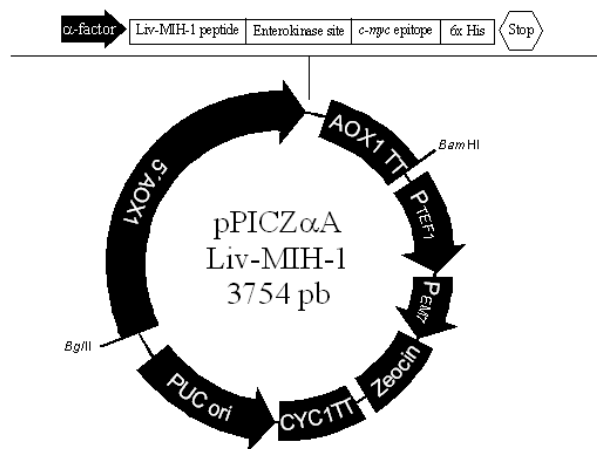 α-factor Liv-MIH-1 peptide Enterokinase site c-myc epitope 6x His Stop
5´AOX1
AOX1 TT
BamHI
PTEF1
PEM7
Zeocin
CYC1TT
PUC ori
BglII
pPICZαA
Liv-MIH-1
3754 pb